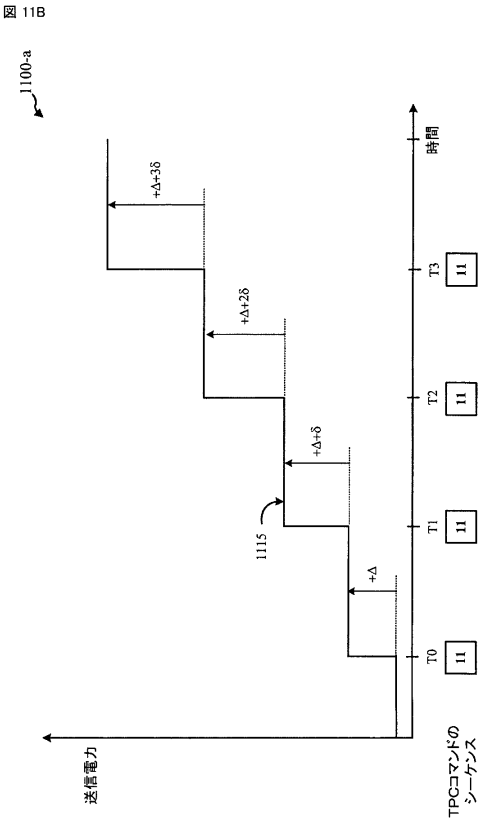 図 11B
1100-a
送信電力
1115
+Δ
+Δ+δ
+Δ+2δ
+Δ+3δ
T0
T1
T2
T3
時間
TPCコマンドの
シーケンス
11
11
11
11